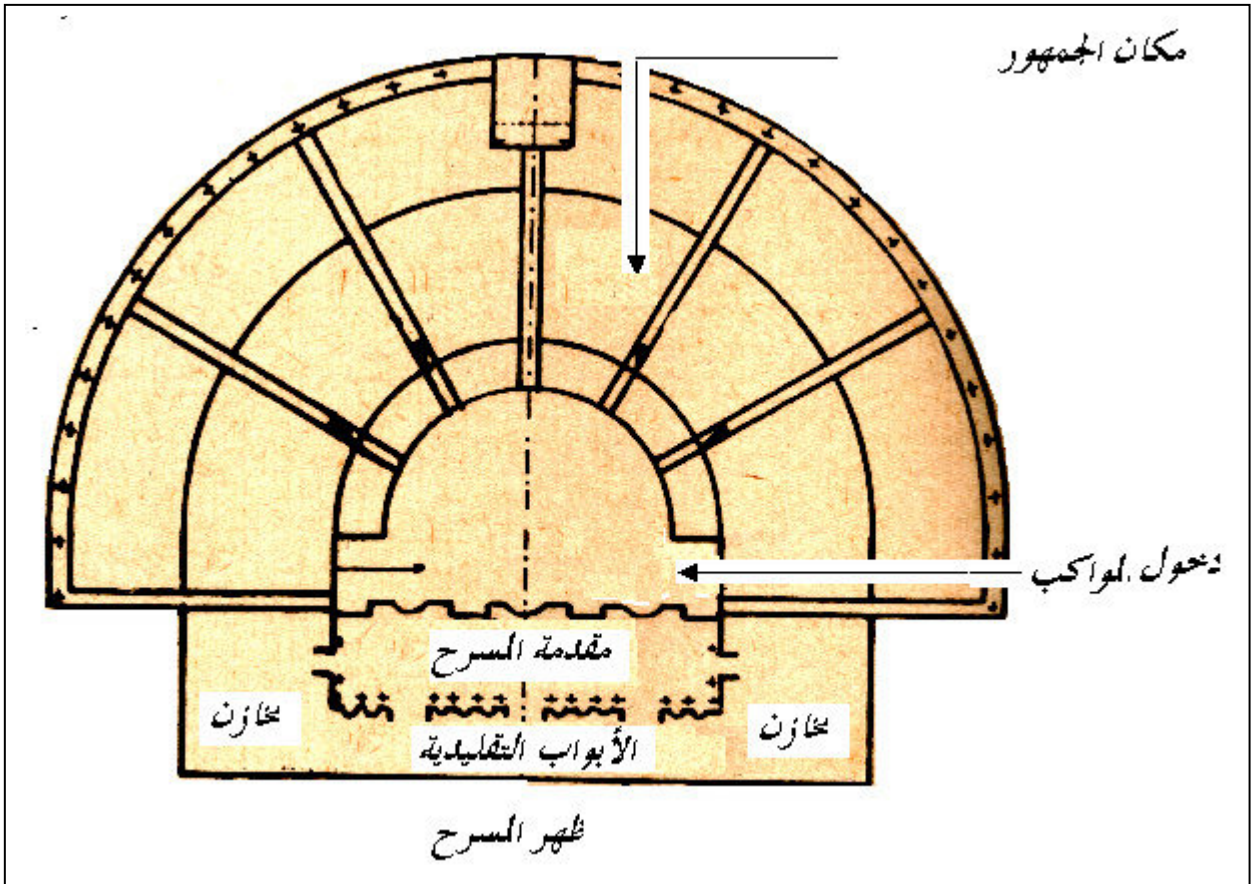 مكان الجمهور
دخول المواكب
مقدمة المسرح
مخازن
مخازن
الأبواب التقليدية
ظهر المسرح